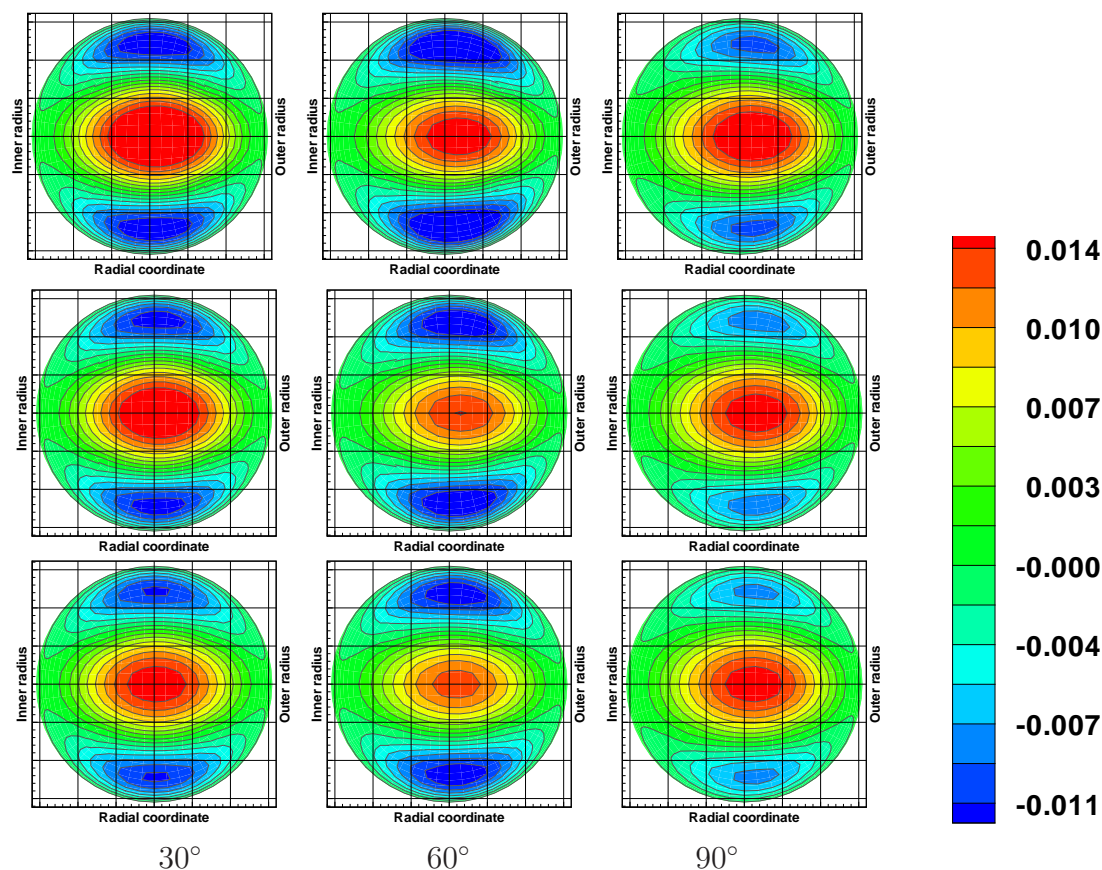 Inner radius
Outer radius
Inner radius
Outer radius
Inner radius
Outer radius
Radial coordinate
Radial coordinate
Radial coordinate
Inner radius
Outer radius
Inner radius
Outer radius
Inner radius
Outer radius
Radial coordinate
Radial coordinate
Radial coordinate
Inner radius
Outer radius
Inner radius
Outer radius
Inner radius
Outer radius
Radial coordinate
Radial coordinate
Radial coordinate
30°
60°
90°
0.014
0.010
0.007
0.003
-0.000
-0.004
-0.007
-0.011